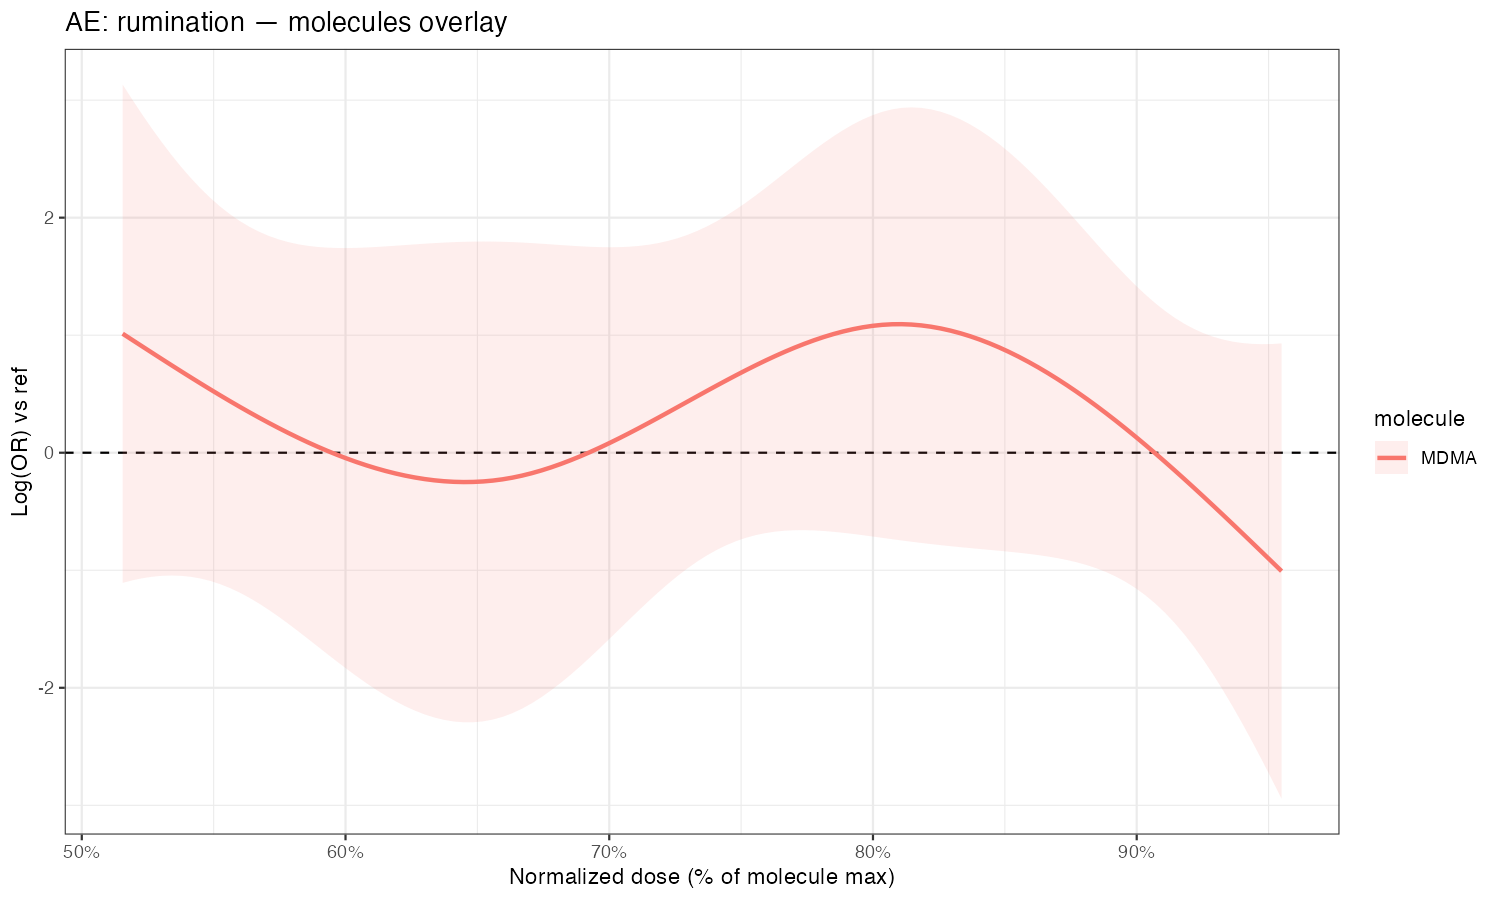 AE: rumination — molecules overlay
Log(OR) vs ref
2
0
-2
50%
60%
70%
80%
90%
Normalized dose (% of molecule max)
molecule
MDMA